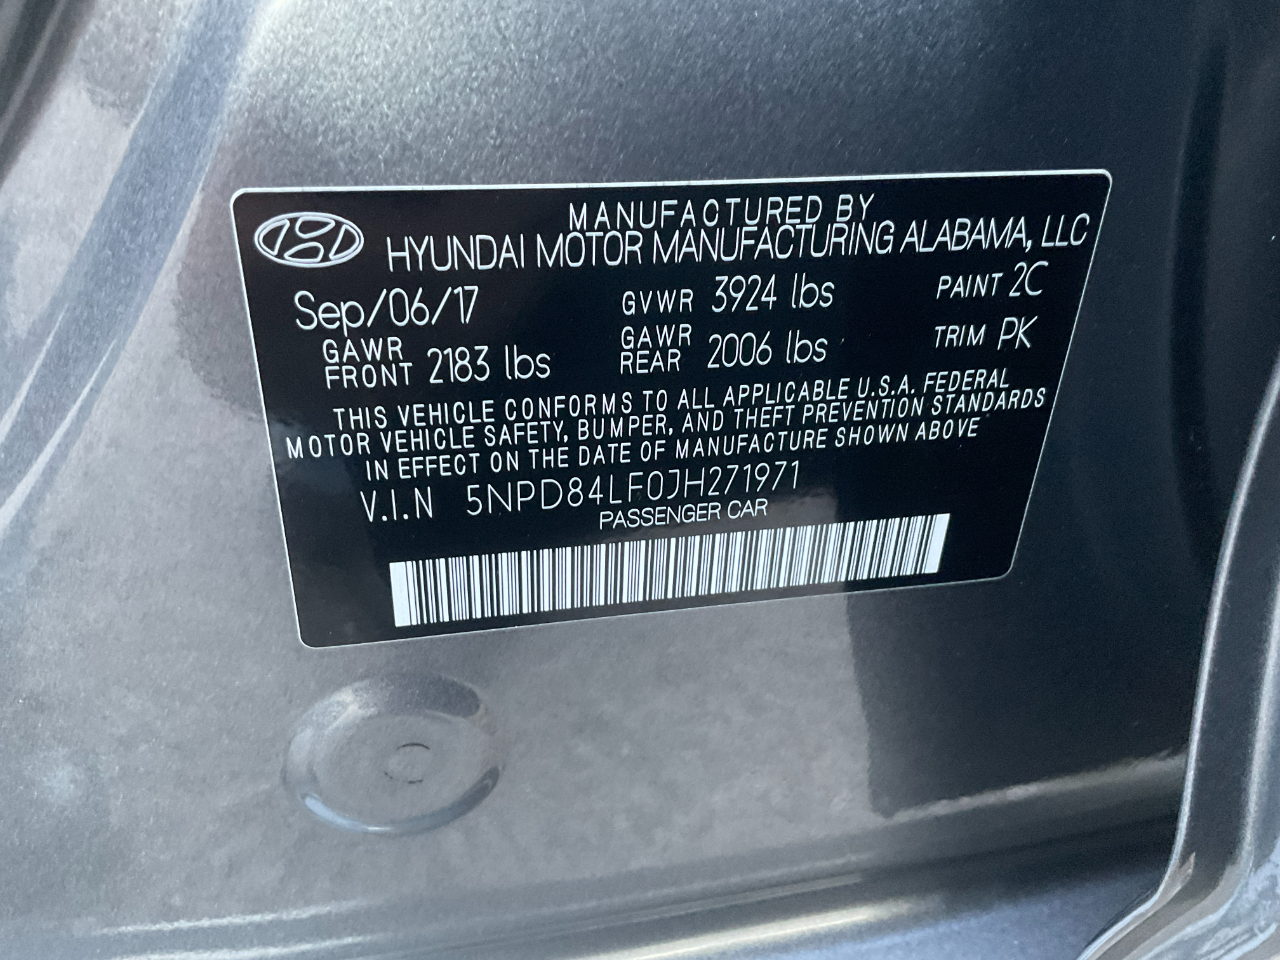 MANUFACTURED BY
HYUNDAI MOTOR MANUFACTURING ALABAMA, LLC
Sep/06/17 GVWR 3924 lbs PAINT 2C
GAWR FRONT 2183 lbs GAWR REAR 2006 lbs TRIM PK
THIS VEHICLE CONFORMS TO ALL APPLICABLE U.S.A. FEDERAL
MOTOR VEHICLE SAFETY, BUMPER, AND THEFT PREVENTION STANDARDS
IN EFFECT ON THE DATE OF MANUFACTURE SHOWN ABOVE
V.I.N 5NPD84LF0JH271971
PASSENGER CAR